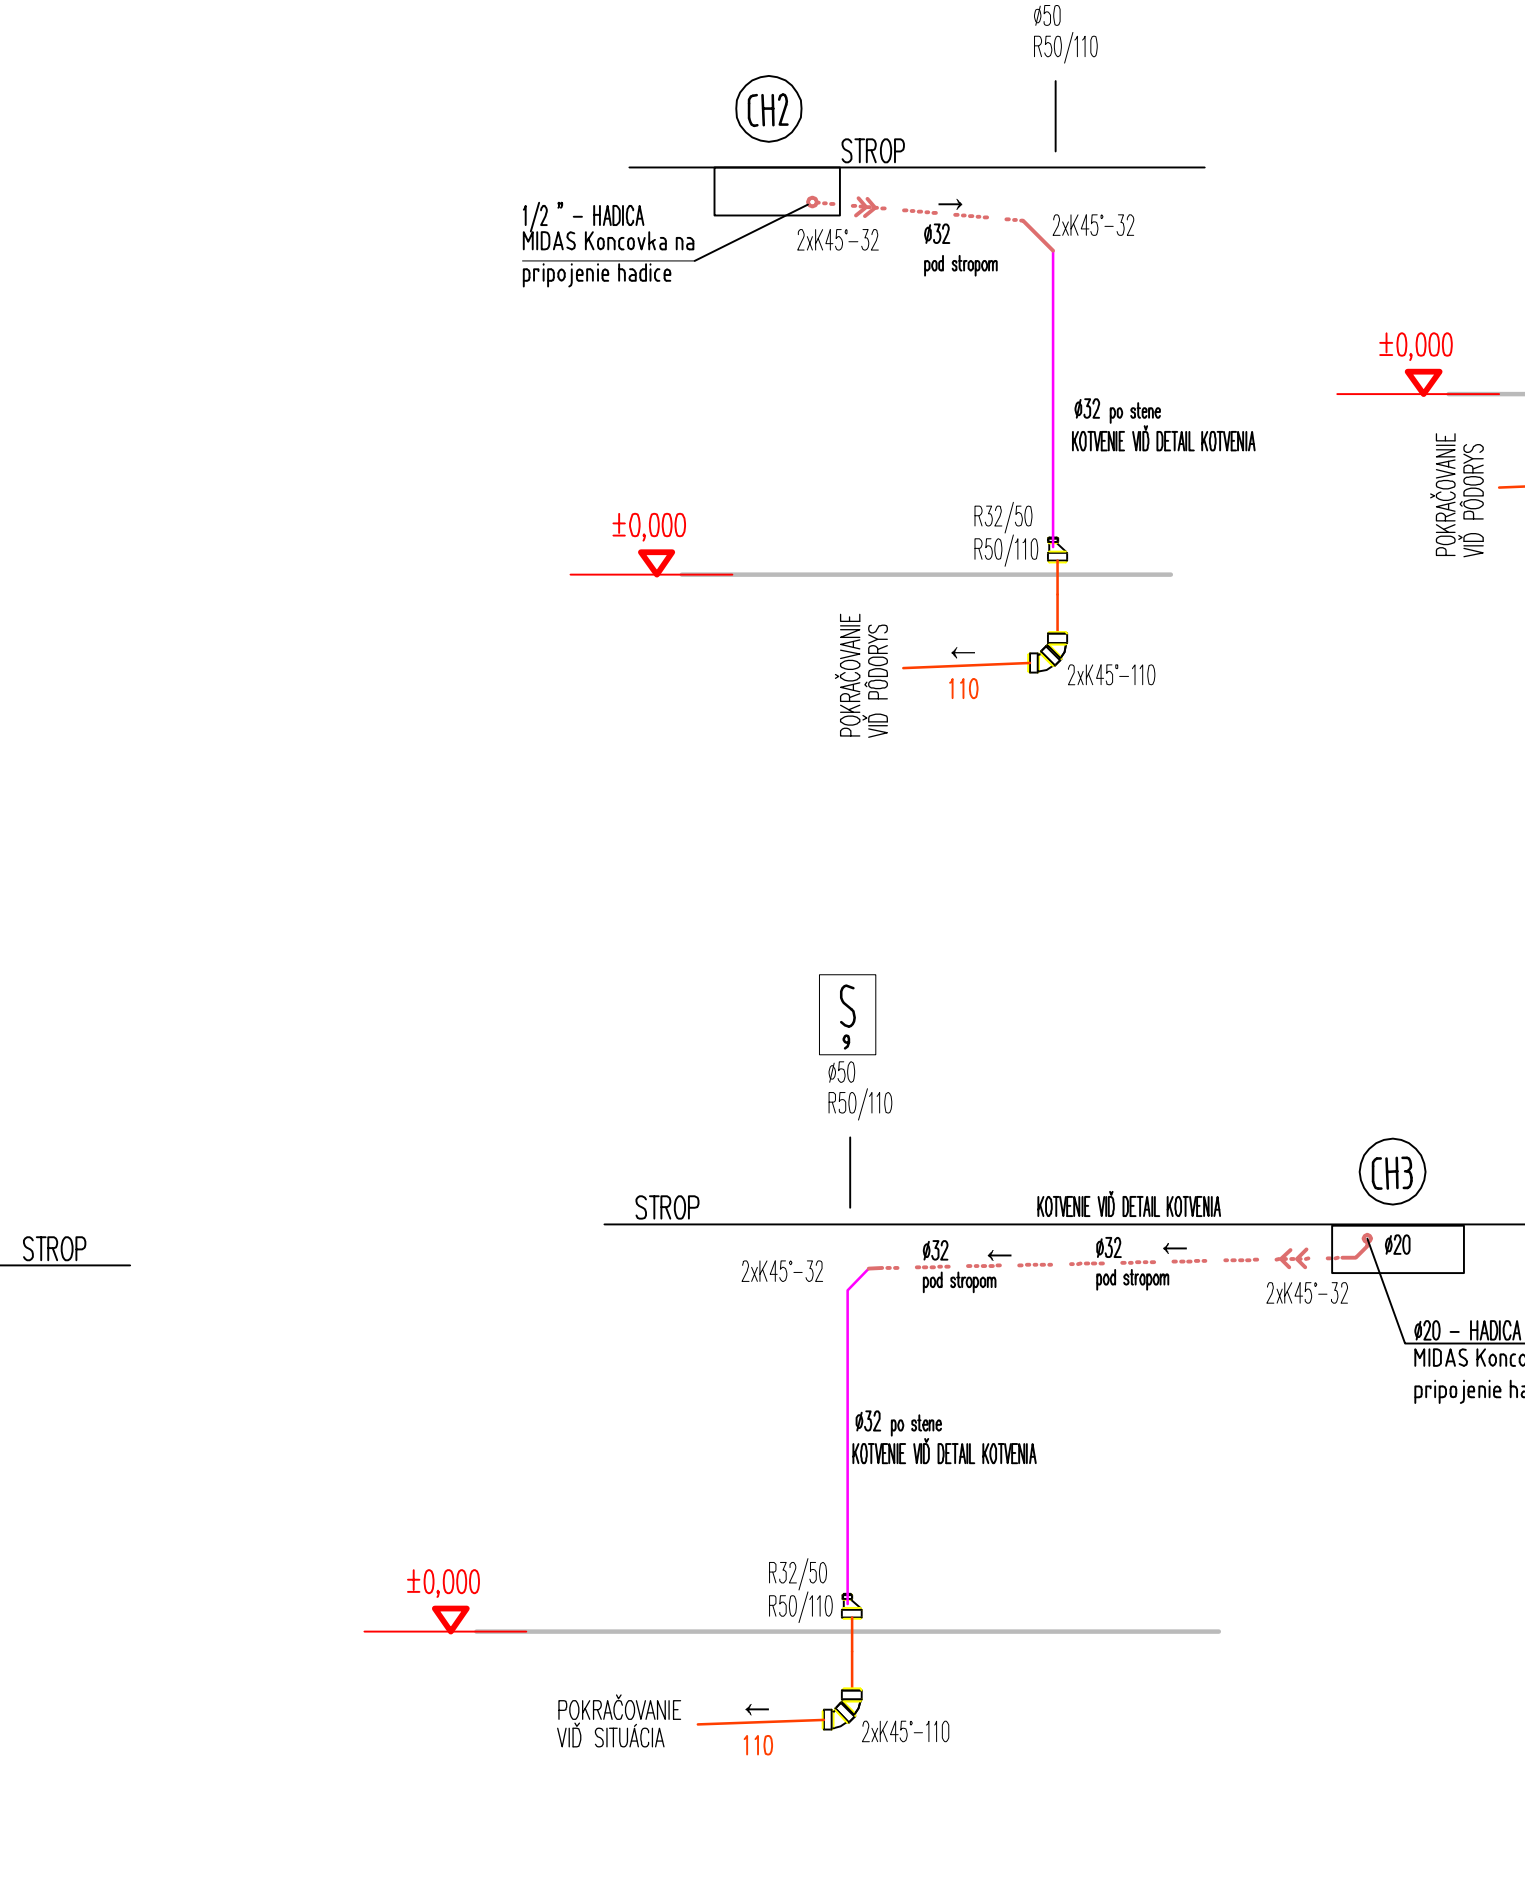 ø50
R50/110
CH2
STROP
1/2 " - HADICA
MIDAS Koncovka na
pripojenie hadice
2xK45°-32
ø32
pod stropom
2xK45°-32
±0,000
ø32 po stene
KOTVENIE VIĎ DETAIL KOTVENIA
POKRAČOVANIE
VIĎ PÔDORYS
R32/50
R50/110
±0,000
POKRAČOVANIE
VIĎ PÔDORYS
110
2xK45°-110
S
9
ø50
R50/110
CH3
STROP
KOTVENIE VIĎ DETAIL KOTVENIA
STROP
2xK45°-32
ø32
pod stropom
ø32
pod stropom
ø20
2xK45°-32
ø20 - HADICA
MIDAS Konco
pripojenie ha
ø32 po stene
KOTVENIE VIĎ DETAIL KOTVENIA
R32/50
R50/110
±0,000
POKRAČOVANIE
VIĎ SITUÁCIA
110
2xK45°-110